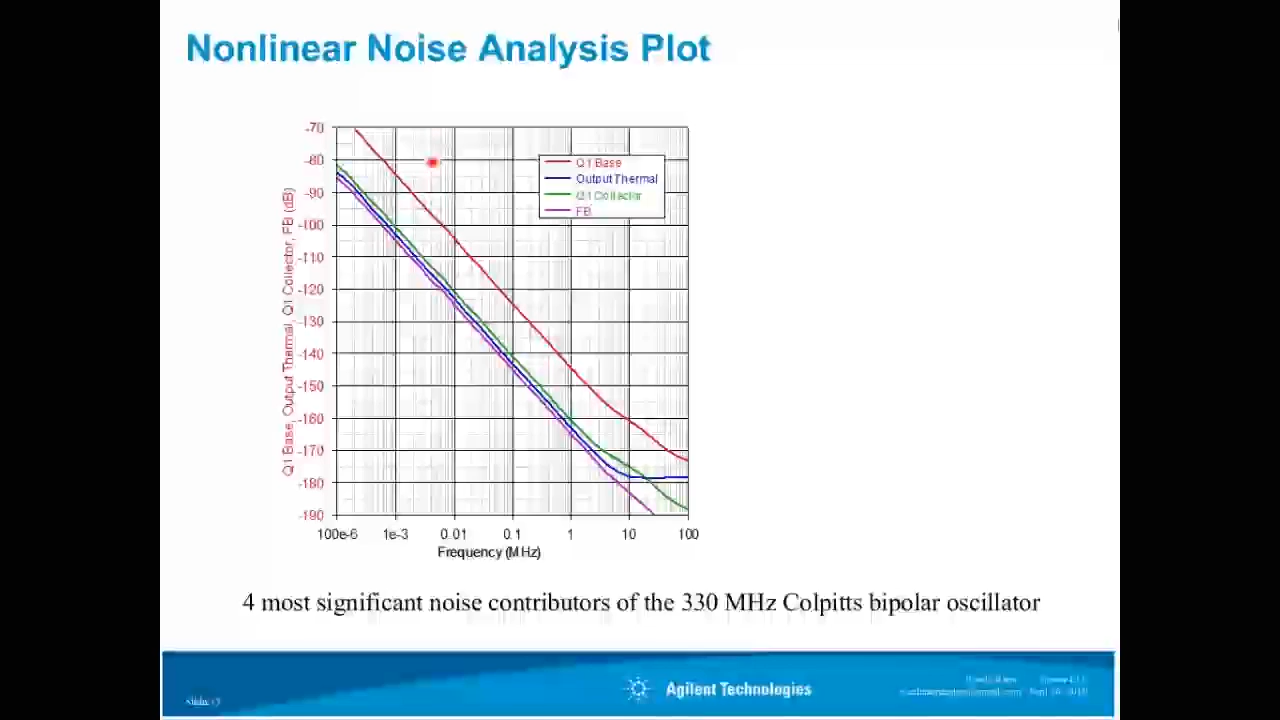 Nonlinear Noise Analysis Plot
Q1 Base, Output Thermal, Q1 Collector, FB (dB)
-70
-80
-90
-100
-110
-120
-130
-140
-150
-160
-170
-180
-190
Q1 Base
Output Thermal
Q1 Collector
FB
100e-6 1e-3 0.01 0.1 1 10 100
Frequency (MHz)
4 most significant noise contributors of the 330 MHz Colpitts bipolar oscillator
Agilent Technologies